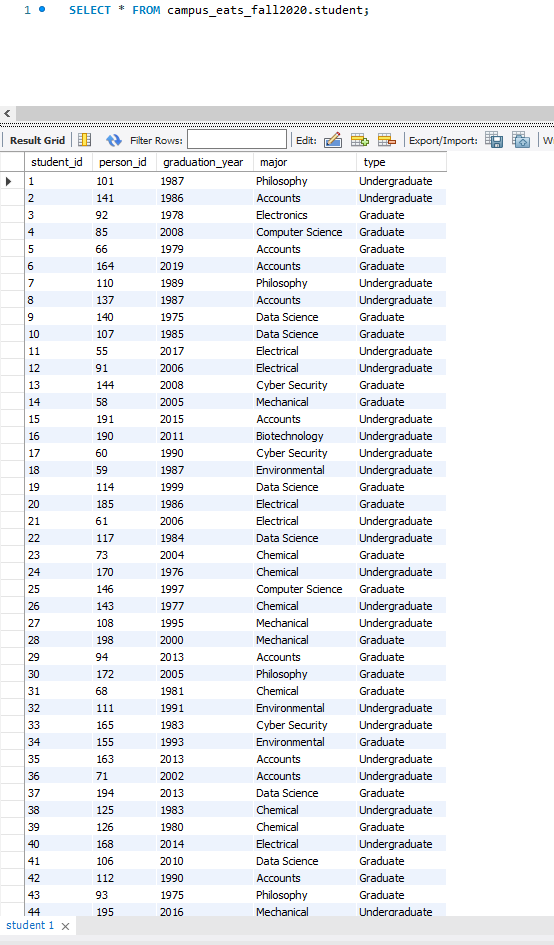 1 SELECT * FROM campus_eats_fall2020.student;
Result Grid Filter Rows: Edit: Export/Import:
student_id person_id graduation_year major type
1 101 1987 Philosophy Undergraduate
2 141 1986 Accounts Undergraduate
3 92 1978 Electronics Graduate
4 85 2008 Computer Science Graduate
5 66 1979 Accounts Graduate
6 164 2019 Accounts Graduate
7 110 1989 Philosophy Undergraduate
8 137 1987 Accounts Undergraduate
9 140 1975 Data Science Graduate
10 107 1985 Data Science Graduate
11 55 2017 Electrical Undergraduate
12 91 2006 Electrical Undergraduate
13 144 2008 Cyber Security Graduate
14 58 2005 Mechanical Graduate
15 191 2015 Accounts Undergraduate
16 190 2011 Biotechnology Undergraduate
17 60 1990 Cyber Security Undergraduate
18 59 1987 Environmental Undergraduate
19 114 1999 Data Science Graduate
20 185 1986 Electrical Graduate
21 61 2006 Electrical Undergraduate
22 117 1984 Data Science Undergraduate
23 73 2004 Chemical Graduate
24 170 1976 Chemical Undergraduate
25 146 1997 Computer Science Graduate
26 143 1977 Chemical Undergraduate
27 108 1995 Mechanical Undergraduate
28 198 2000 Mechanical Graduate
29 94 2013 Accounts Graduate
30 172 2005 Philosophy Graduate
31 68 1981 Chemical Graduate
32 111 1991 Environmental Undergraduate
33 165 1983 Cyber Security Undergraduate
34 155 1993 Environmental Graduate
35 163 2013 Accounts Undergraduate
36 71 2002 Accounts Undergraduate
37 194 2013 Data Science Graduate
38 125 1983 Chemical Undergraduate
39 126 1980 Chemical Graduate
40 168 2014 Electrical Undergraduate
41 106 2010 Data Science Graduate
42 112 1990 Accounts Graduate
43 93 1975 Philosophy Graduate
44 195 2016 Mechanical Undergraduate
student 1